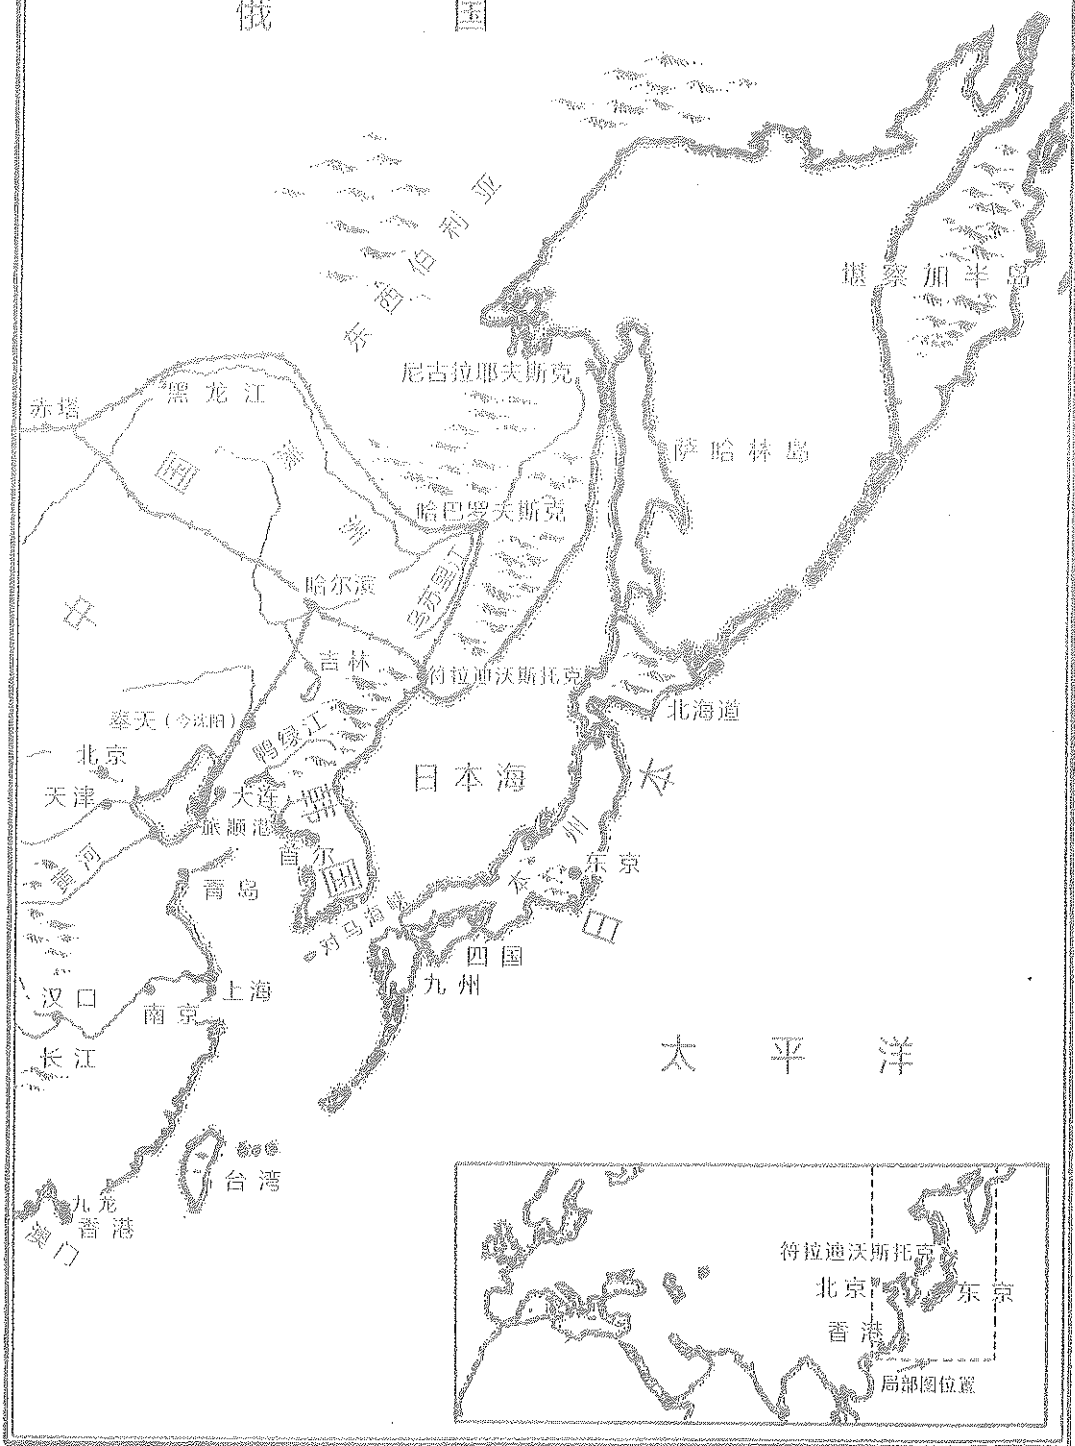 俄国
东西伯利亚
堪察加半岛
尼古拉耶夫斯克
黑龙江
赤塔
萨哈林岛
中国
哈巴罗夫斯克
乌苏里江
哈尔滨
吉林
符拉迪沃斯托克
北海道
奉天(今沈阳)
鸭绿江
北京
日本海
天津
大连
旅顺港
韩国
首尔
本州
东京
日本
黄河
青岛
对马海峡
四国
九州
汉口
南京
上海
长江
太平洋
台湾
九龙
香港
澳门
符拉迪沃斯托克
北京
东京
香港
局部图位置